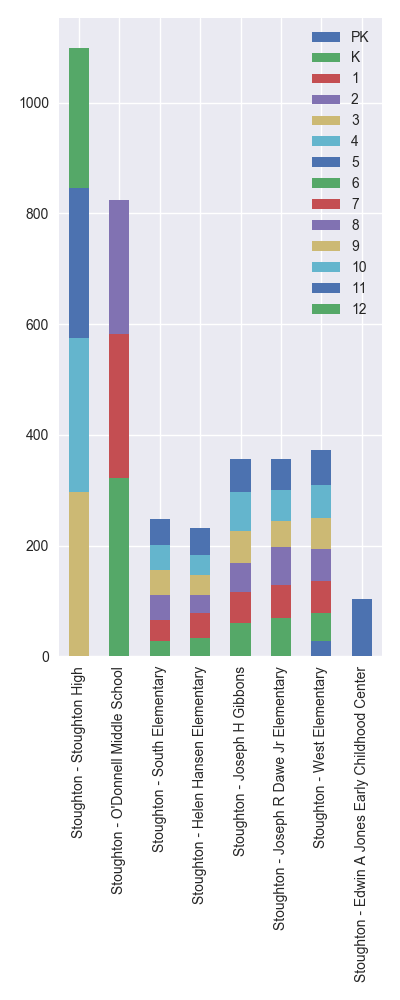 PK
K
1
2
3
4
5
6
7
8
9
10
11
12
1000
800
600
400
200
0
Stoughton - Stoughton High
Stoughton - O'Donnell Middle School
Stoughton - South Elementary
Stoughton - Helen Hansen Elementary
Stoughton - Joseph H Gibbons
Stoughton - Joseph R Dawe Jr Elementary
Stoughton - West Elementary
Stoughton - Edwin A Jones Early Childhood Center